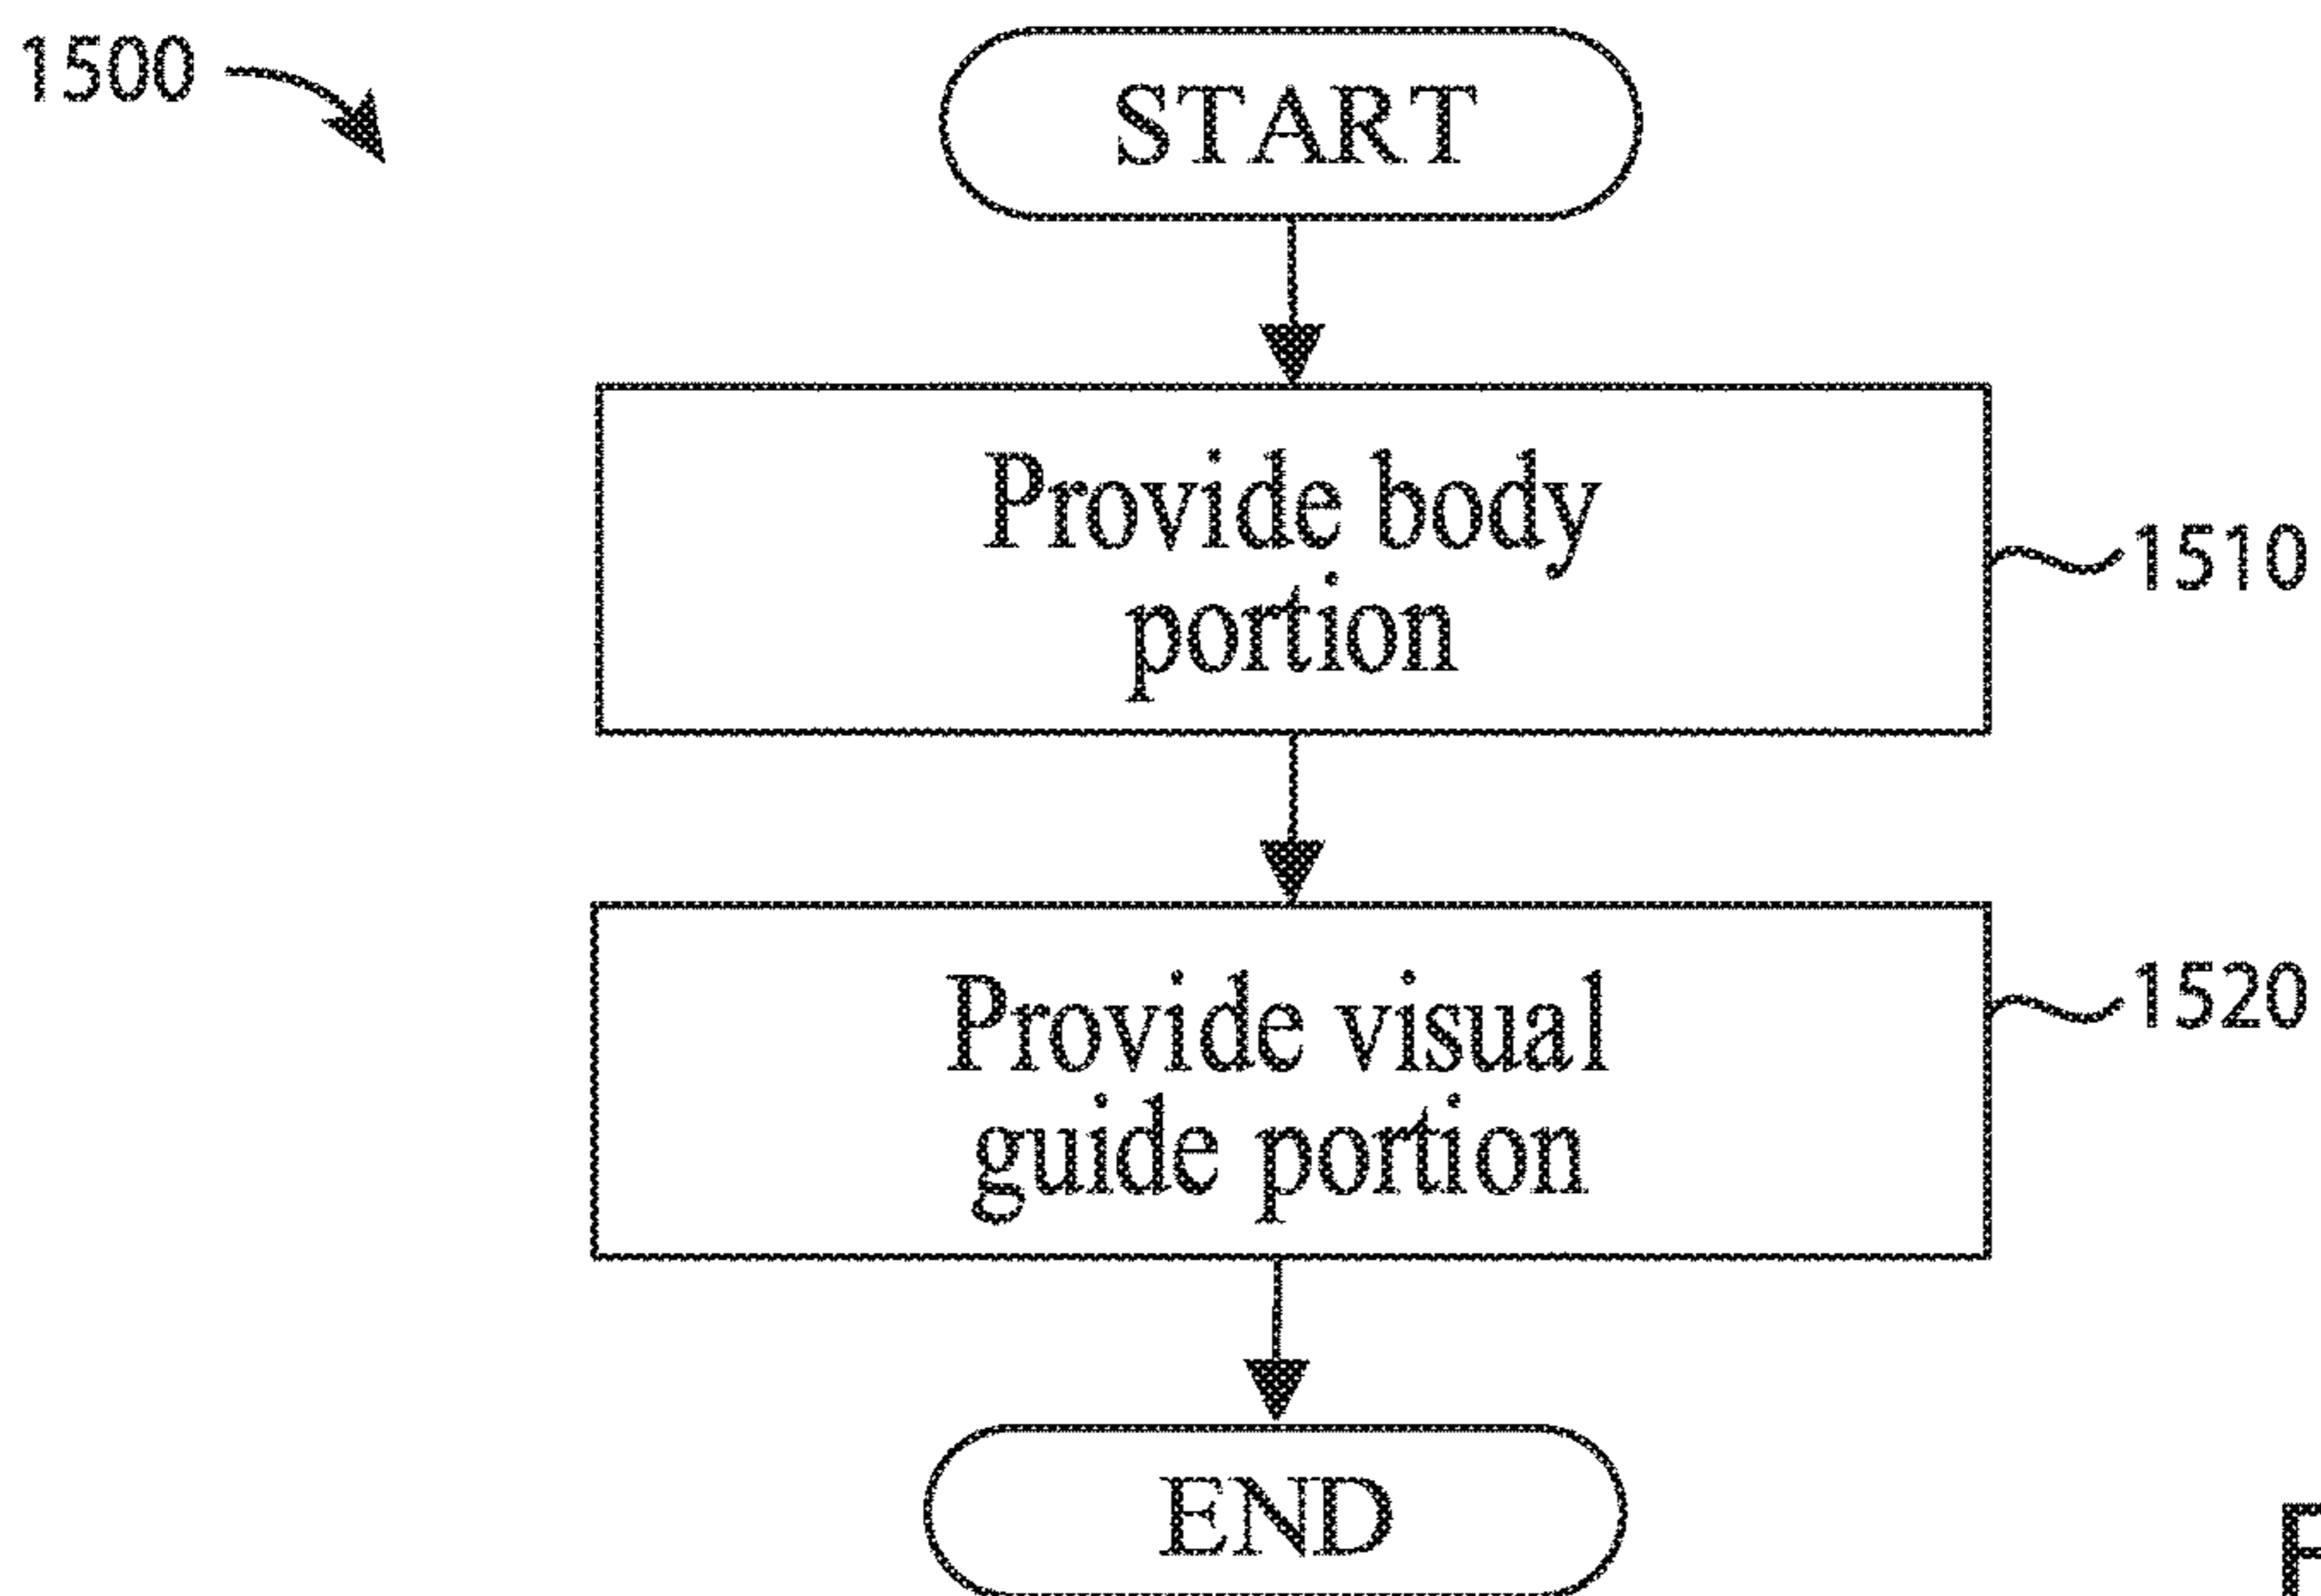 1500
START
Provide body
portion
1510
Provide visual
guide portion
1520
END